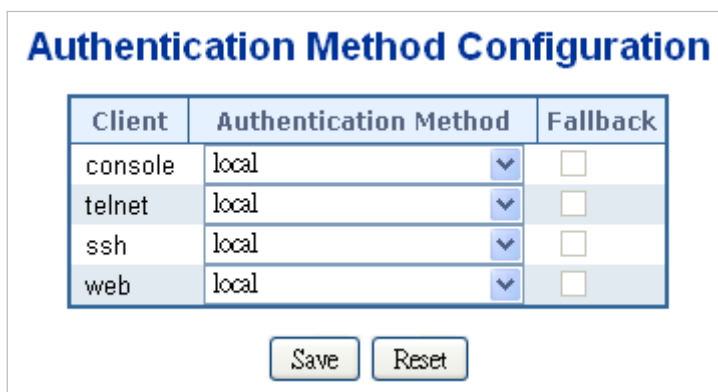 Authentication Method Configuration
Client Authentication Method Fallback
console local
telnet local
ssh local
web local
Save Reset